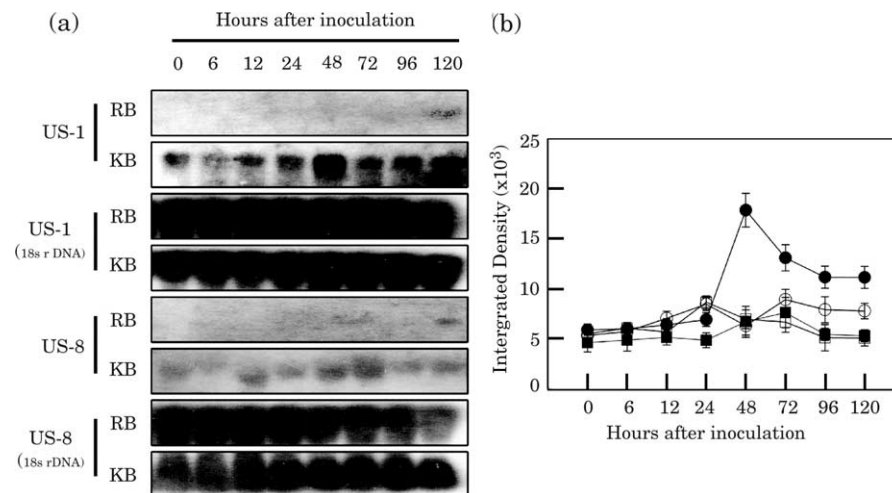 (a)
Hours after inoculation
0 6 12 24 48 72 96 120
US-1
RB
KB
US-1
(18s r DNA)
RB
KB
US-8
RB
KB
US-8
(18s rDNA)
RB
KB
(b)
Intergrated Density (x10³)
25
20
15
10
5
0
0 6 12 24 48 72 96 120
Hours after inoculation